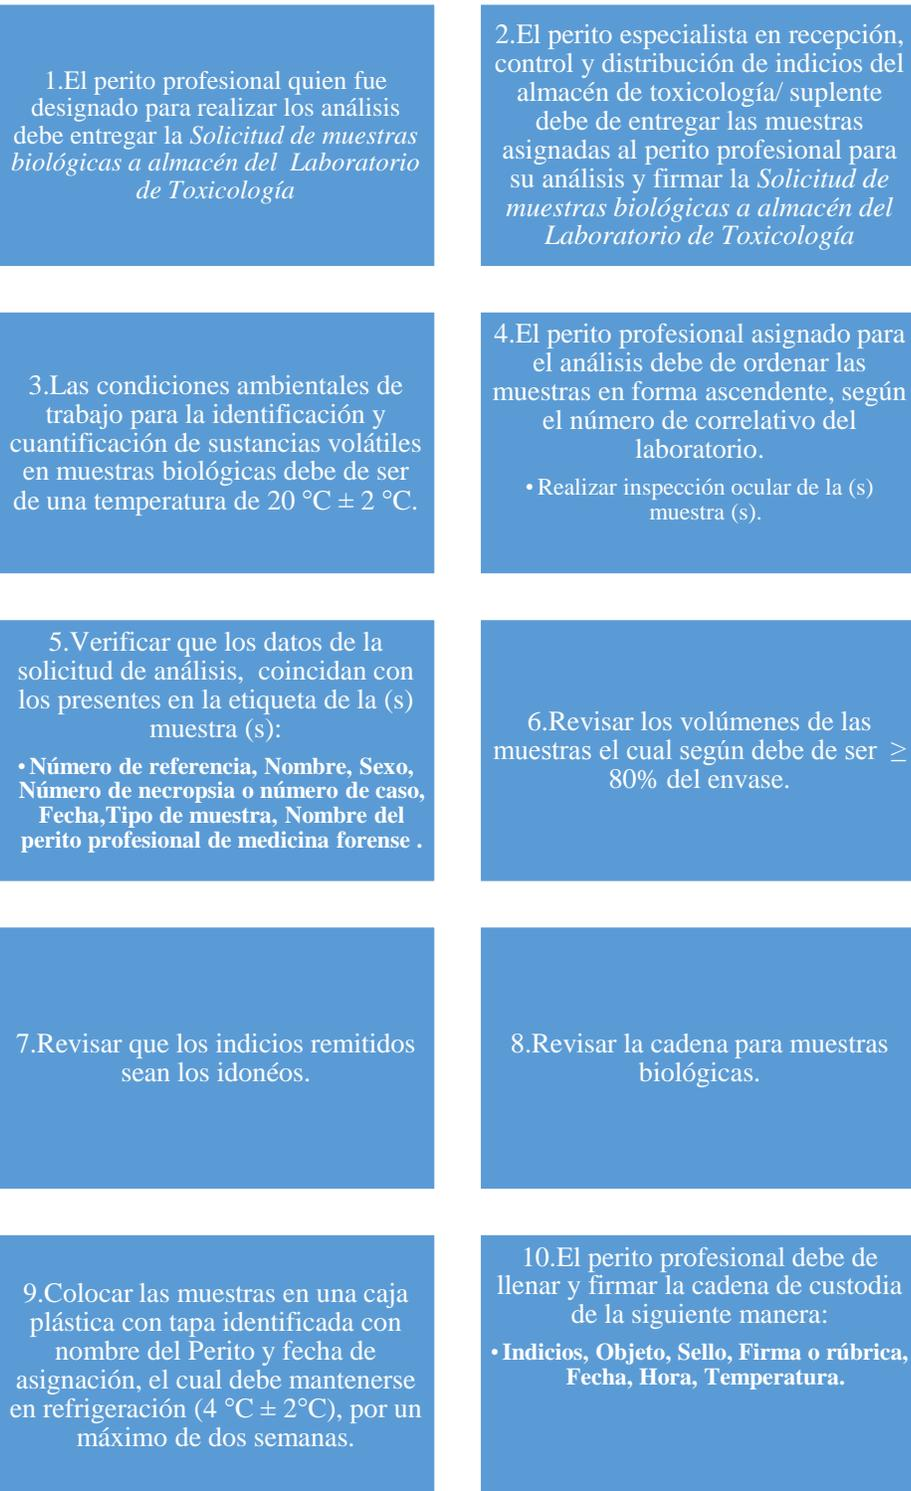 1.El perito profesional quien fue
designado para realizar los análisis
debe entregar la Solicitud de muestras
biológicas a almacén del Laboratorio
de Toxicología
2.El perito especialista en recepción,
control y distribución de indicios del
almacén de toxicología/ suplente
debe de entregar las muestras
asignadas al perito profesional para
su análisis y firmar la Solicitud de
muestras biológicas a almacén del
Laboratorio de Toxicología
3.Las condiciones ambientales de
trabajo para la identificación y
cuantificación de sustancias volátiles
en muestras biológicas debe de ser
de una temperatura de 20 °C ± 2 °C.
4.El perito profesional asignado para
el análisis debe de ordenar las
muestras en forma ascendente, según
el número de correlativo del
laboratorio.
• Realizar inspección ocular de la (s)
muestra (s).
5.Verificar que los datos de la
solicitud de análisis, coincidan con
los presentes en la etiqueta de la (s)
muestra (s):
• Número de referencia, Nombre, Sexo,
Número de necropsia o número de caso,
Fecha,Tipo de muestra, Nombre del
perito profesional de medicina forense .
6.Revisar los volúmenes de las
muestras el cual según debe de ser ≥
80% del envase.
7.Revisar que los indicios remitidos
sean los idonéos.
8.Revisar la cadena para muestras
biológicas.
9.Colocar las muestras en una caja
plástica con tapa identificada con
nombre del Perito y fecha de
asignación, el cual debe mantenerse
en refrigeración (4 °C ± 2°C), por un
máximo de dos semanas.
10.El perito profesional debe de
llenar y firmar la cadena de custodia
de la siguiente manera:
• Indicios, Objeto, Sello, Firma o rúbrica,
Fecha, Hora, Temperatura.